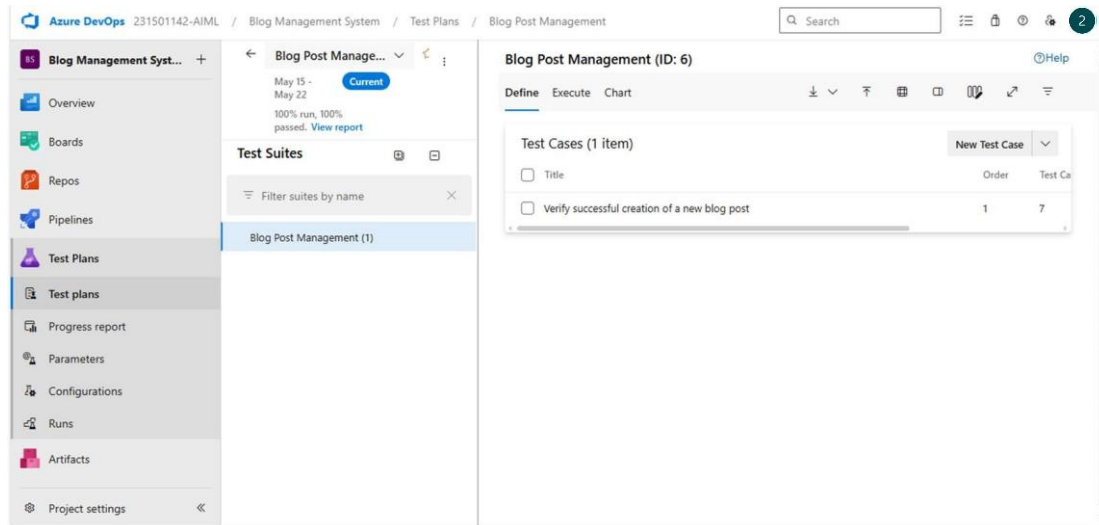 Azure DevOps 231501142-AIML / Blog Management System / Test Plans / Blog Post Management
Search
2
BS Blog Management Syst... +
Overview
Boards
Repos
Pipelines
Test Plans
Test plans
Progress report
Parameters
Configurations
Runs
Artifacts
Project settings
Blog Post Manage...
May 15 -
May 22
Current
100% run, 100%
passed. View report
Test Suites
Filter suites by name
Blog Post Management (1)
Blog Post Management (ID: 6)
Help
Define Execute Chart
Test Cases (1 item)
New Test Case
Title Order Test Ca
Verify successful creation of a new blog post 1 7